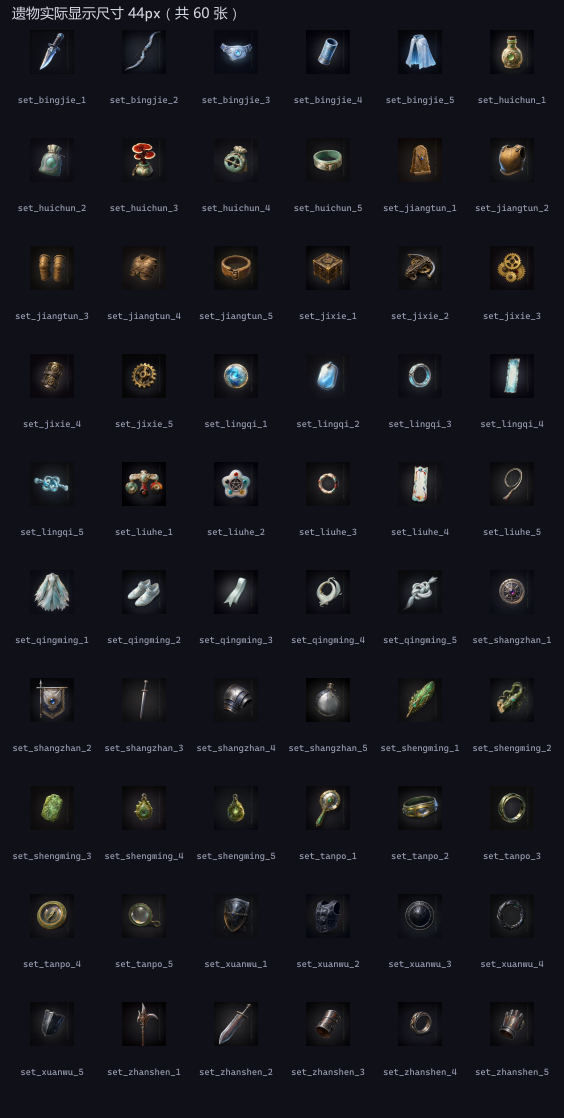 遗物实际显示尺寸 44px（共 60 张）
set_bingjie_1 set_bingjie_2 set_bingjie_3 set_bingjie_4 set_bingjie_5 set_huichun_1
set_huichun_2 set_huichun_3 set_huichun_4 set_huichun_5 set_jiangtun_1 set_jiangtun_2
set_jiangtun_3 set_jiangtun_4 set_jiangtun_5 set_jixie_1 set_jixie_2 set_jixie_3
set_jixie_4 set_jixie_5 set_lingqi_1 set_lingqi_2 set_lingqi_3 set_lingqi_4
set_lingqi_5 set_liuhe_1 set_liuhe_2 set_liuhe_3 set_liuhe_4 set_liuhe_5
set_qingming_1 set_qingming_2 set_qingming_3 set_qingming_4 set_qingming_5 set_shangzhan_1
set_shangzhan_2 set_shangzhan_3 set_shangzhan_4 set_shangzhan_5 set_shengming_1 set_shengming_2
set_shengming_3 set_shengming_4 set_shengming_5 set_tanpo_1 set_tanpo_2 set_tanpo_3
set_tanpo_4 set_tanpo_5 set_xuanwu_1 set_xuanwu_2 set_xuanwu_3 set_xuanwu_4
set_xuanwu_5 set_zhanshen_1 set_zhanshen_2 set_zhanshen_3 set_zhanshen_4 set_zhanshen_5